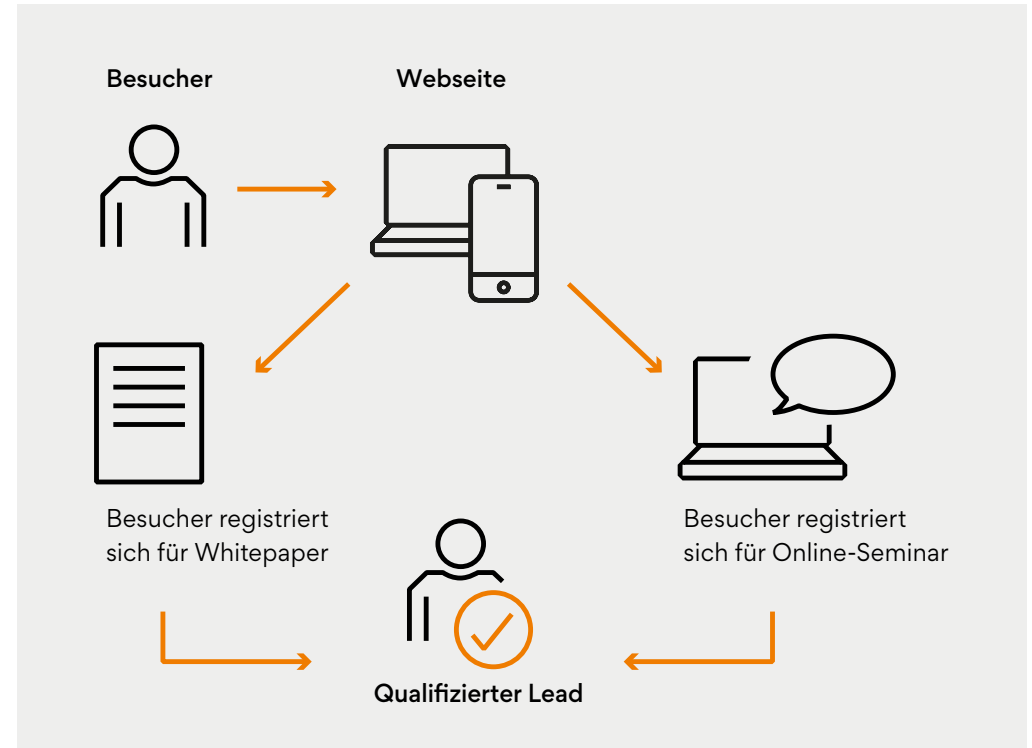 Besucher
Webseite
Besucher registriert
sich für Whitepaper
Besucher registriert
sich für Online-Seminar
Qualifizierter Lead